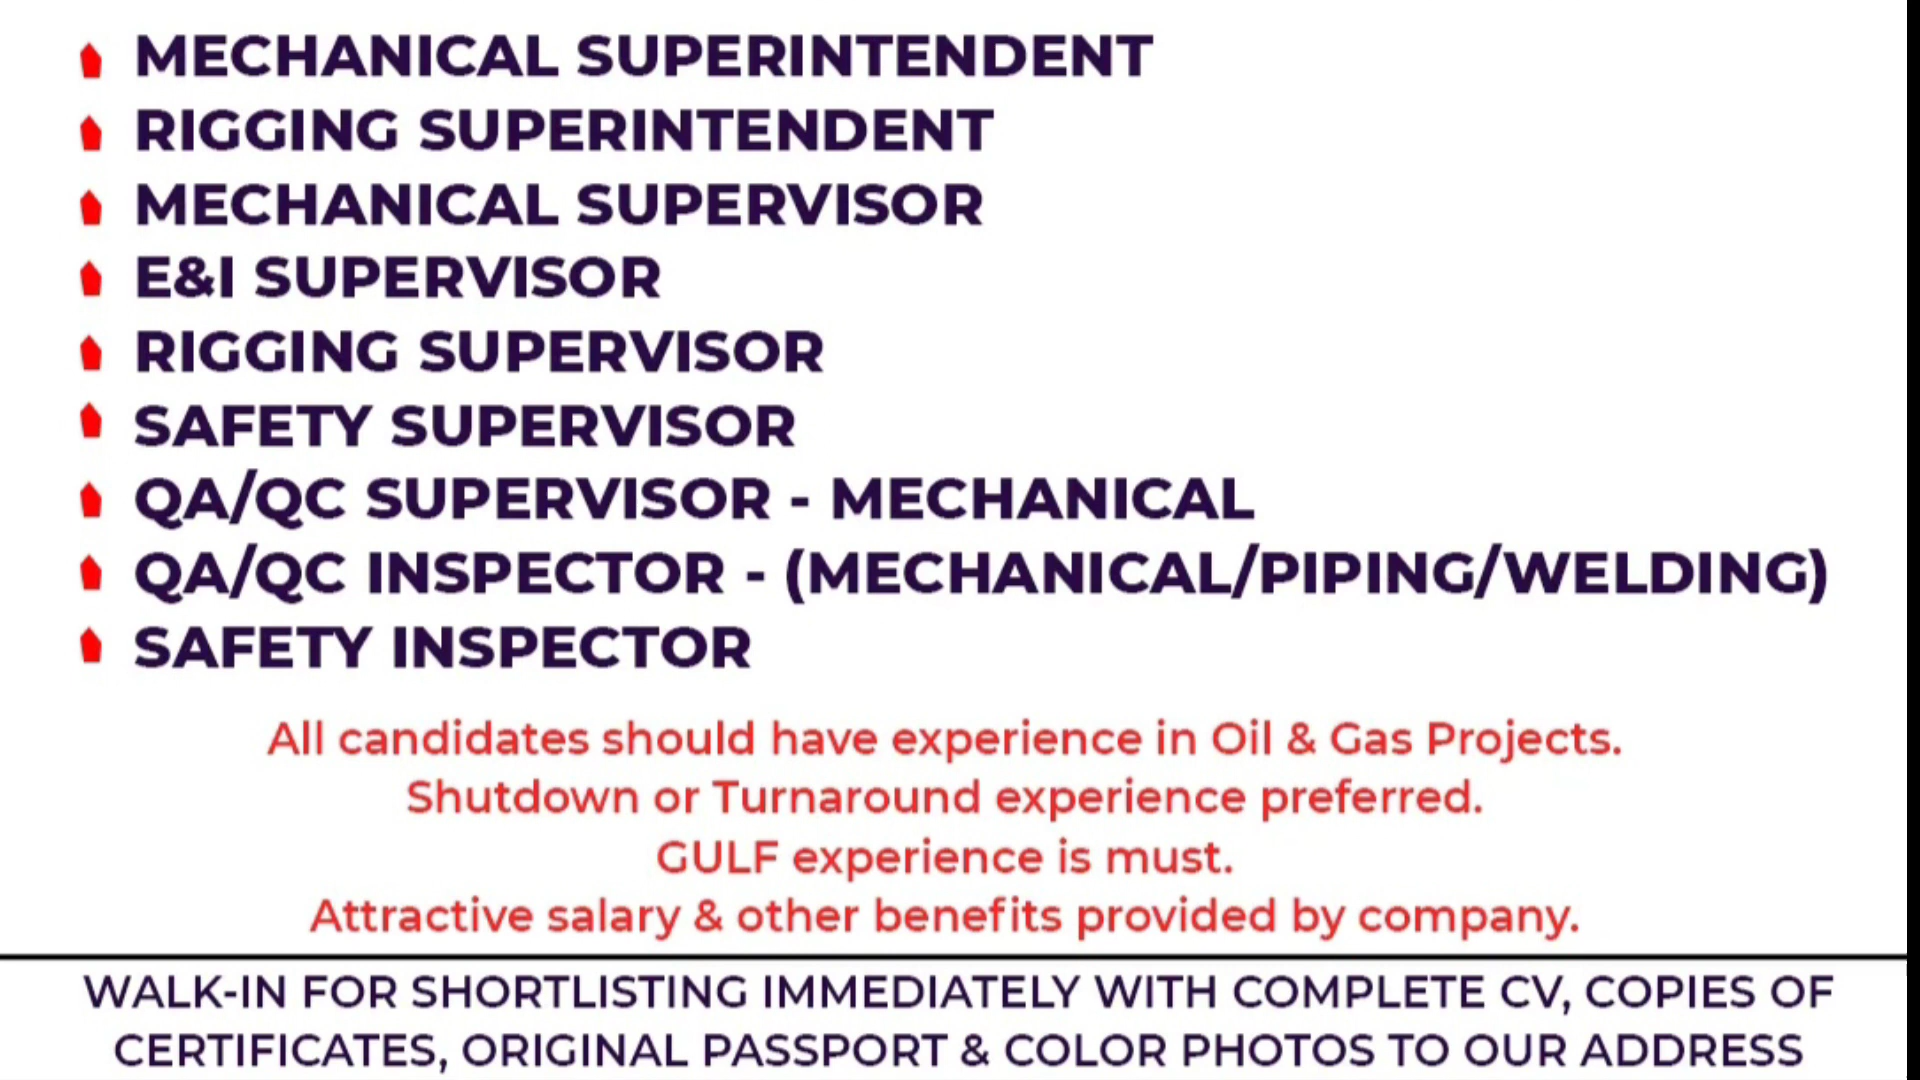 MECHANICAL SUPERINTENDENT
RIGGING SUPERINTENDENT
MECHANICAL SUPERVISOR
E&I SUPERVISOR
RIGGING SUPERVISOR
SAFETY SUPERVISOR
QA/QC SUPERVISOR - MECHANICAL
QA/QC INSPECTOR - (MECHANICAL/PIPING/WELDING)
SAFETY INSPECTOR
All candidates should have experience in Oil & Gas Projects.
Shutdown or Turnaround experience preferred.
GULF experience is must.
Attractive salary & other benefits provided by company.
WALK-IN FOR SHORTLISTING IMMEDIATELY WITH COMPLETE CV, COPIES OF
CERTIFICATES, ORIGINAL PASSPORT & COLOR PHOTOS TO OUR ADDRESS